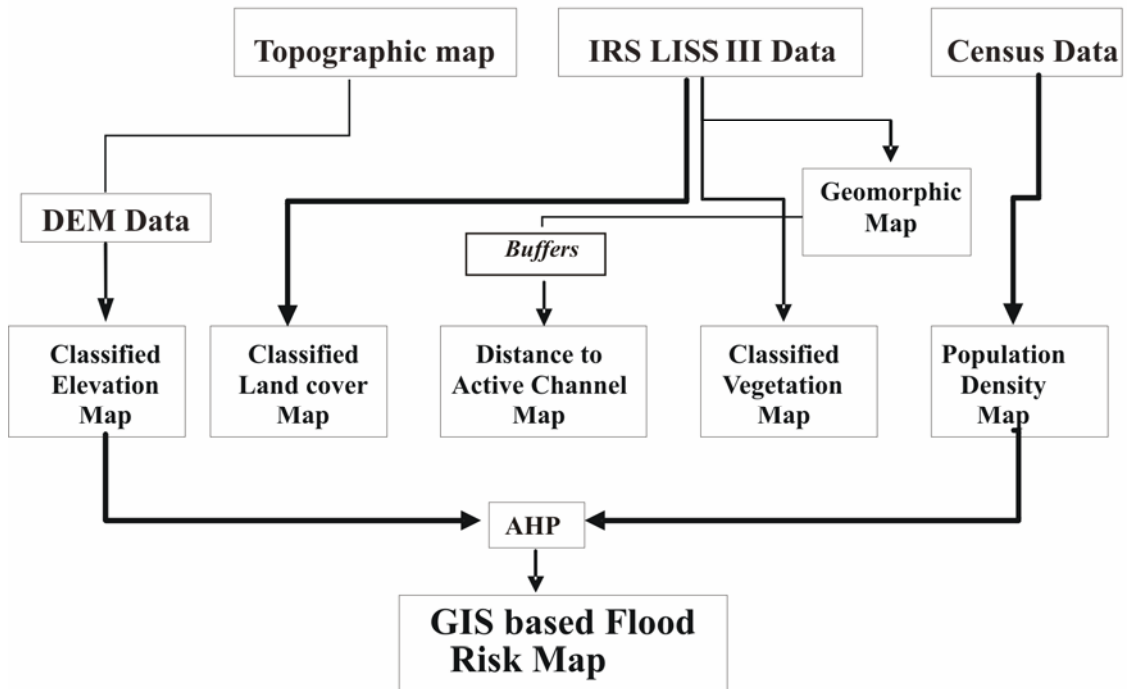 Topographic map
IRS LISS III Data
Census Data
Geomorphic
Map
DEM Data
Buffers
Classified
Elevation
Map
Classified
Land cover
Map
Distance to
Active Channel
Map
Classified
Vegetation
Map
Population
Density
Map
AHP
GIS based Flood
Risk Map